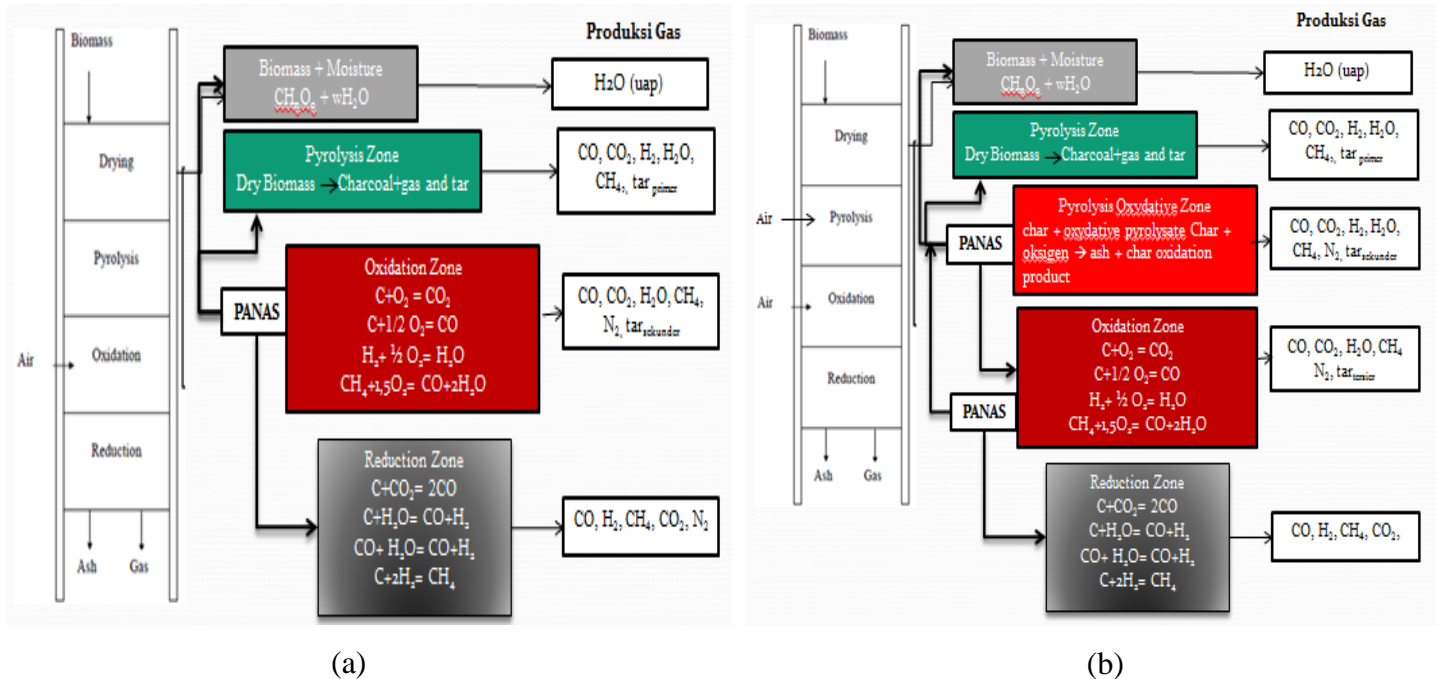 Biomass
Drying
Pyrolysis
Air
Oxidation
Reduction
Ash
Gas
Produksi Gas
Biomass + Moisture
+ wH₂O
H2O (uap)
Pyrolysis Zone
Dry Biomass →Charcoal+gas and tar
CO, CO₂, H₂, H₂O,
CH₄,, tar primer
PANAS
Oxidation Zone
C+O₂ = CO₂
C+1/2 O₂= CO
H₂+ ½ O₂= H₂O
CH₄+1,5O₂= CO+2H₂O
CO, CO₂, H₂O, CH₄,
N₂, tar sekunder
Reduction Zone
C+CO₂= 2CO
C+H₂O= CO+H₂
CO+ H₂O= CO+H₂
C+2H₂= CH₄
CO, H₂, CH₄, CO₂, N₂
(a)
Biomass
Drying
Air
Pyrolysis
Air
Oxidation
Reduction
Ash
Gas
Produksi Gas
Biomass + Moisture
+ wH₂O
H2O (uap)
Pyrolysis Zone
Dry Biomass →Charcoal+gas and tar
CO, CO₂, H₂, H₂O,
CH₄,, tar primer
PANAS
Pyrolysis Oxydative Zone
char + oxydative pyrolysate Char +
oksigen → ash + char oxidation
product
CO, CO₂, H₂, H₂O,
CH₄, N₂, tar sekunder
PANAS
Oxidation Zone
C+O₂ = CO₂
C+1/2 O₂= CO
H₂+ ½ O₂= H₂O
CH₄+1,5O₂= CO+2H₂O
CO, CO₂, H₂O, CH₄
N₂, tar tersier
Reduction Zone
C+CO₂= 2CO
C+H₂O= CO+H₂
CO+ H₂O= CO+H₂
C+2H₂= CH₄
CO, H₂, CH₄, CO₂,
(b)